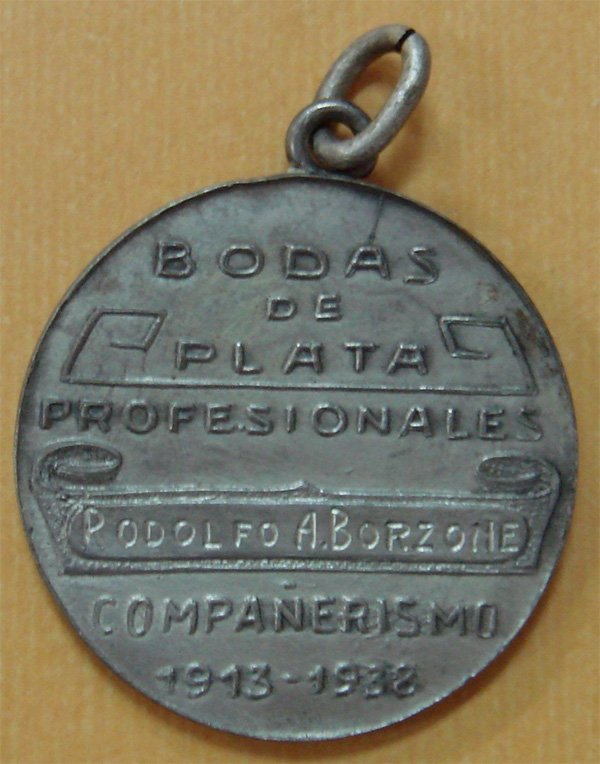 BODAS
DE
PLATA
PROFESIONALES
RODOLFO A. BORZONE
COMPAÑERISMO
1913-1938